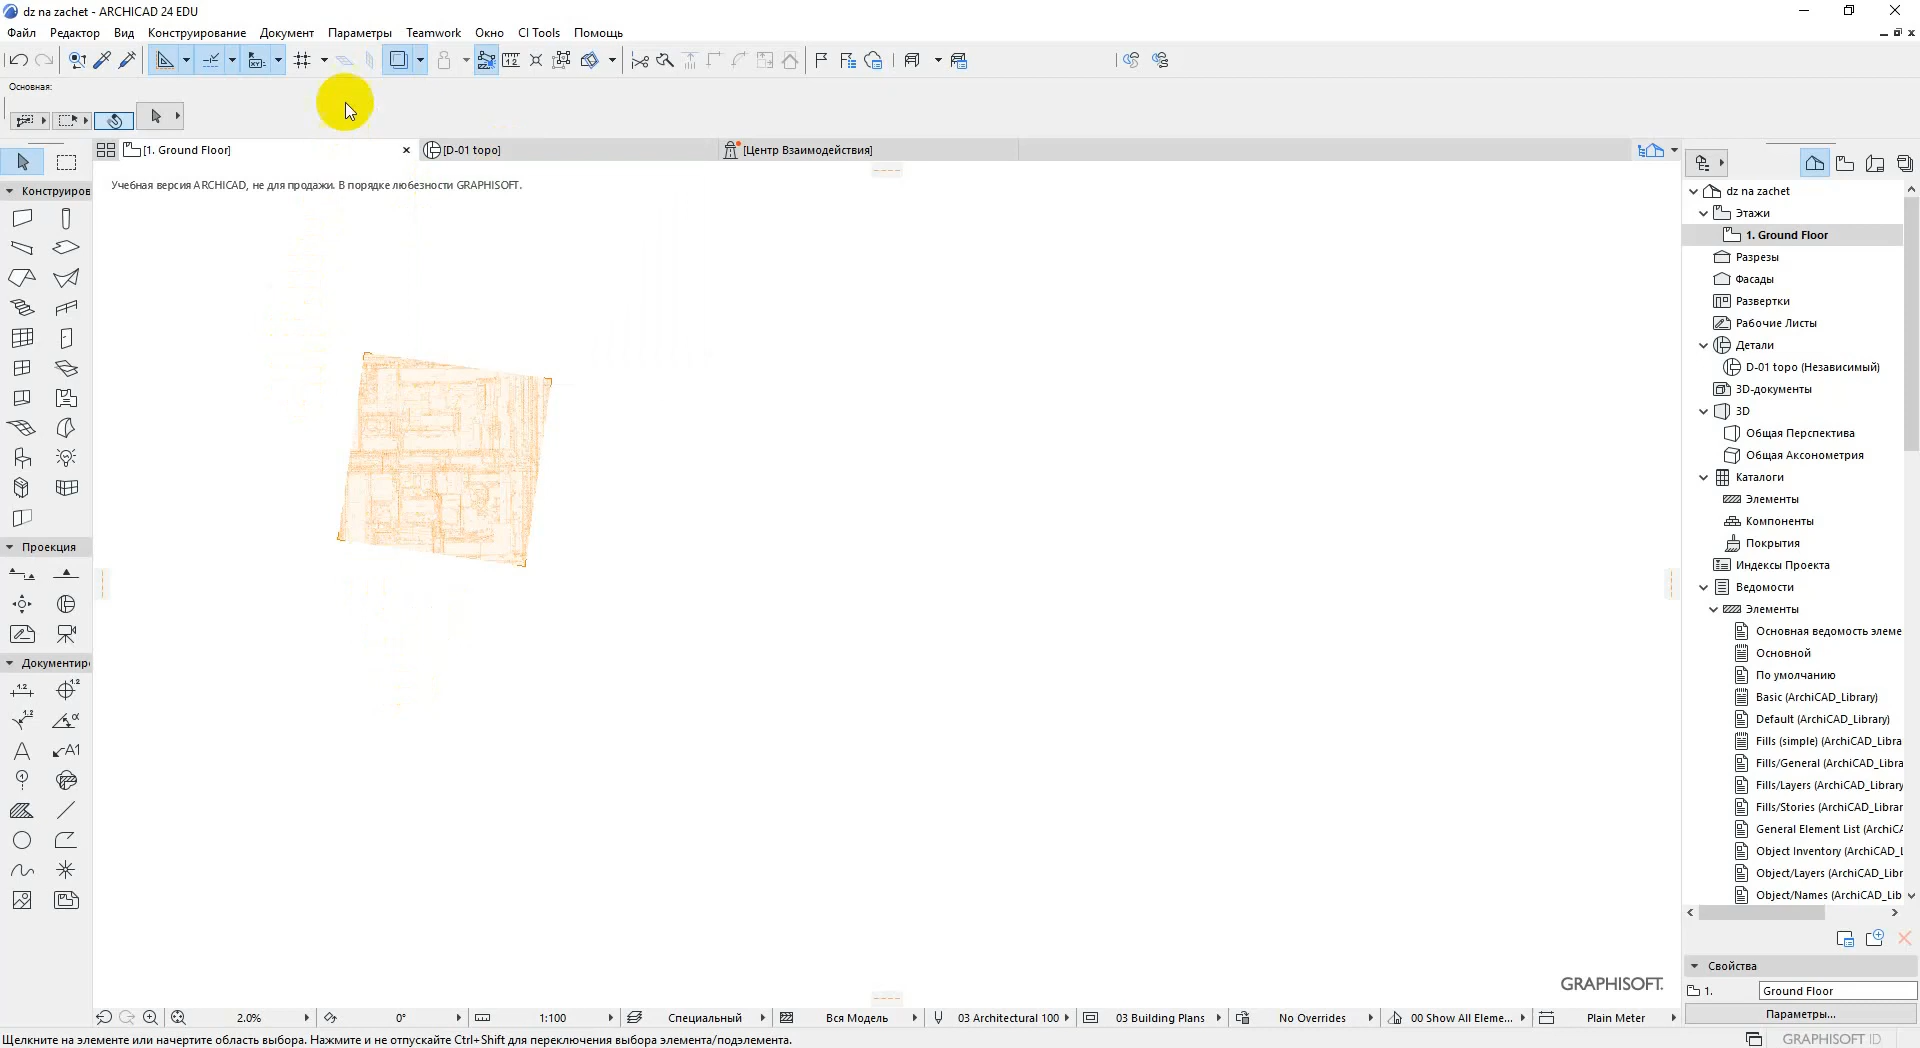 dz na zachet - ARCHICAD 24 EDU
Файл Редактор Вид Конструирование Документ Параметры Teamwork Окно CI Tools Помощь
Основная:
[1. Ground Floor]
[D-01 topo]
[Центр Взаимодействия]
Учебная версия ARCHICAD, не для продажи. В порядке любезности GRAPHISOFT.
Конструиров
Проекция
Документир
dz na zachet
Этажи
1. Ground Floor
Разрезы
Фасады
Развертки
Рабочие Листы
Детали
D-01 topo (Независимый)
3D-документы
3D
Общая Перспектива
Общая Аксонометрия
Каталоги
Элементы
Компоненты
Покрытия
Индексы Проекта
Ведомости
Элементы
Основная ведомость элеме
Основной
По умолчанию
Basic (ArchiCAD_Library)
Default (ArchiCAD_Library)
Fills (simple) (ArchiCAD_Libra
Fills/General (ArchiCAD_Libra
Fills/Layers (ArchiCAD_Library
Fills/Stories (ArchiCAD_Librar
General Element List (ArchiCA
Object Inventory (ArchiCAD_L
Object/Layers (ArchiCAD_Libr
Object/Names (ArchiCAD_Lib
Свойства
1. Ground Floor
Параметры...
GRAPHISOFT.
2.0% 0° 1:100 Специальный Вся Модель 03 Architectural 100 03 Building Plans No Overrides 00 Show All Eleme... Plain Meter
Щелкните на элементе или начертите область выбора. Нажмите и не отпускайте Ctrl+Shift для переключения выбора элемента/подэлемента.
GRAPHISOFT ID